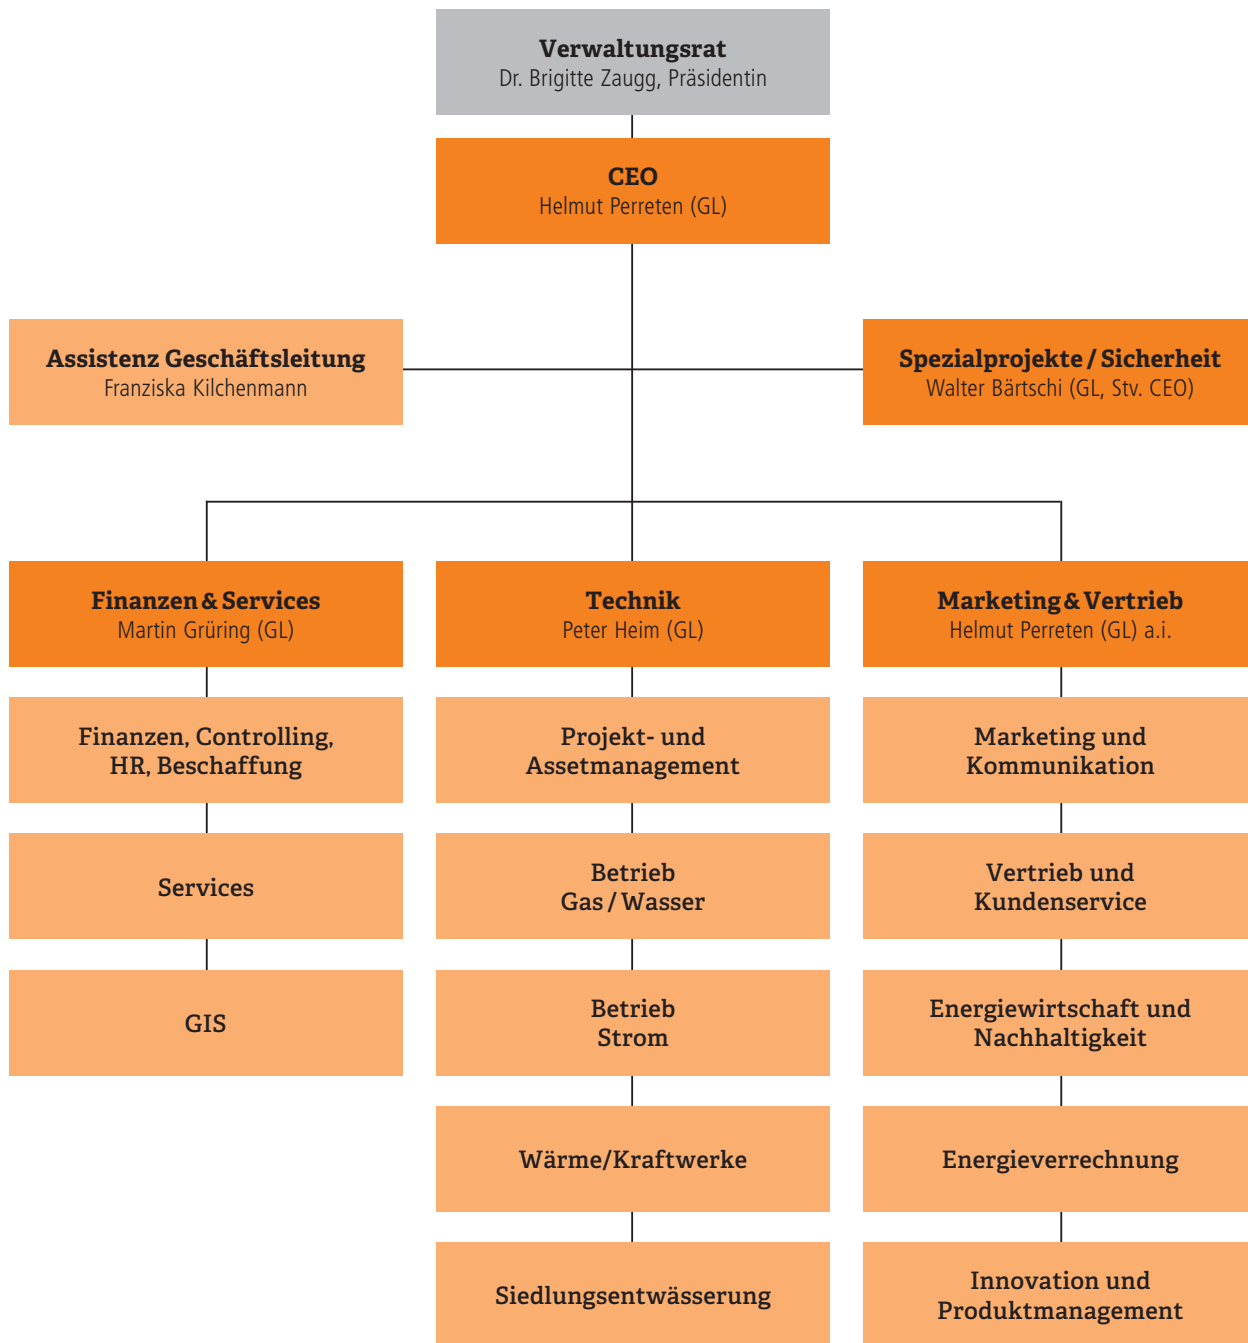 Verwaltungsrat
Dr. Brigitte Zaugg, Präsidentin
CEO
Helmut Perreten (GL)
Assistenz Geschäftsleitung
Franziska Kilchenmann
Spezialprojekte / Sicherheit
Walter Bärtschi (GL, Stv. CEO)
Finanzen & Services
Martin Grüring (GL)
Technik
Peter Heim (GL)
Marketing & Vertrieb
Helmut Perreten (GL) a.i.
Finanzen, Controlling,
HR, Beschaffung
Projekt- und
Assetmanagement
Marketing und
Kommunikation
Services
Betrieb
Gas / Wasser
Vertrieb und
Kundenservice
GIS
Betrieb
Strom
Energiewirtschaft und
Nachhaltigkeit
Wärme/Kraftwerke
Energieverrechnung
Siedlungsentwässerung
Innovation und
Produktmanagement